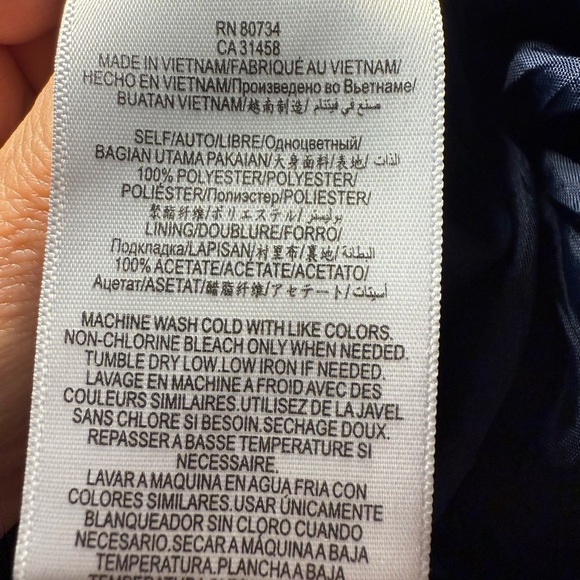 RN 80734
CA 31458
MADE IN VIETNAM/FABRIQUÉ AU VIETNAM/
HECHO EN VIETNAM/Произведено во Вьетнаме/
BUATAN VIETNAM/越南制造/ صنع في فيتنام
SELF/AUTO/LIBRE/Одноцветный/
BAGIAN UTAMA PAKAIAN/大身面料/表地/ الذات
100% POLYESTER/POLYESTER/
POLIÉSTER/Полиэстер/POLIESTER/
聚酯纤维/ポリエステル/ بوليستر
LINING/DOUBLURE/FORRO/
Подкладка/LAPISAN/衬里布/裏地/ البطانة
100% ACETATE/ACÉTATE/ACETATO/
Ацетат/ASETAT/醋酯纤维/アセテート/ أسيتات
MACHINE WASH COLD WITH LIKE COLORS.
NON-CHLORINE BLEACH ONLY WHEN NEEDED.
TUMBLE DRY LOW.LOW IRON IF NEEDED.
LAVAGE EN MACHINE A FROID AVEC DES
COULEURS SIMILAIRES.UTILISEZ DE LA JAVEL
SANS CHLORE SI BESOIN.SECHAGE DOUX.
REPASSER A BASSE TEMPERATURE SI
NECESSAIRE.
LAVAR A MAQUINA EN AGUA FRIA CON
COLORES SIMILARES.USAR ÚNICAMENTE
BLANQUEADOR SIN CLORO CUANDO
NECESARIO.SECAR A MÁQUINA A BAJA
TEMPERATURA.PLANCHA A BAJA